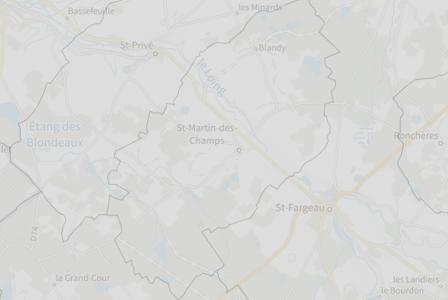 Bassefeuille
les Minards
St-Privé
Blandy
le Loing
Étang des
Blondeaux
St-Martin-des-
Champs
Ronchères
St-Fargeau
D74
la Grand-Cour
les Landiers
le Bourdon